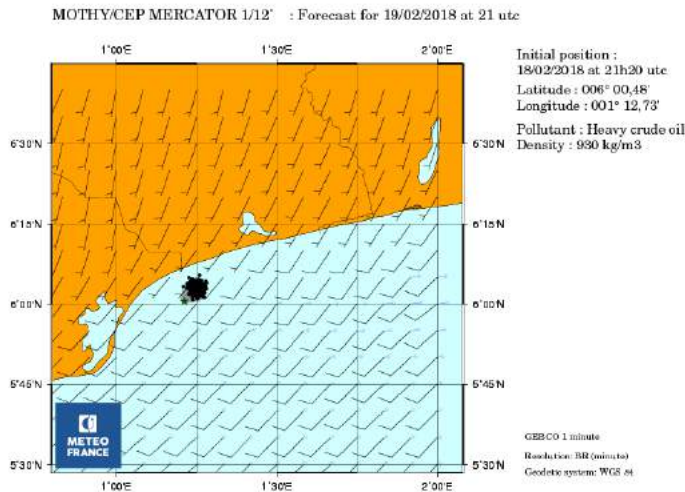 MOTHY/CEP MERCATOR 1/12° : Forecast for 19/02/2018 at 21 utc
1°00'E 1°30'E 2°00'E
Initial position :
18/02/2018 at 21h20 utc
Latitude : 006° 00,48'
Longitude : 001° 12,73'
Pollutant : Heavy crude oil
Density : 930 kg/m3
6°30'N 6°30'N
6°15'N 6°15'N
6°00'N 6°00'N
5°45'N 5°45'N
METEO
FRANCE
GEBCO 1 minute
Resolution: BR (minute)
Geodetic system: WGS 84
5°30'N 5°30'N
1°00'E 1°30'E 2°00'E